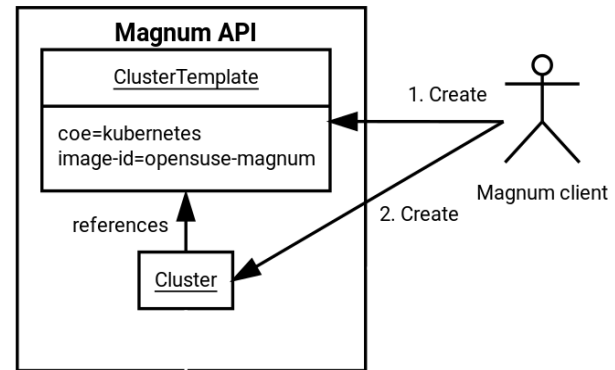 Magnum API
ClusterTemplate
1. Create
coe=kubernetes
image-id=opensuse-magnum
Magnum client
references
2. Create
Cluster